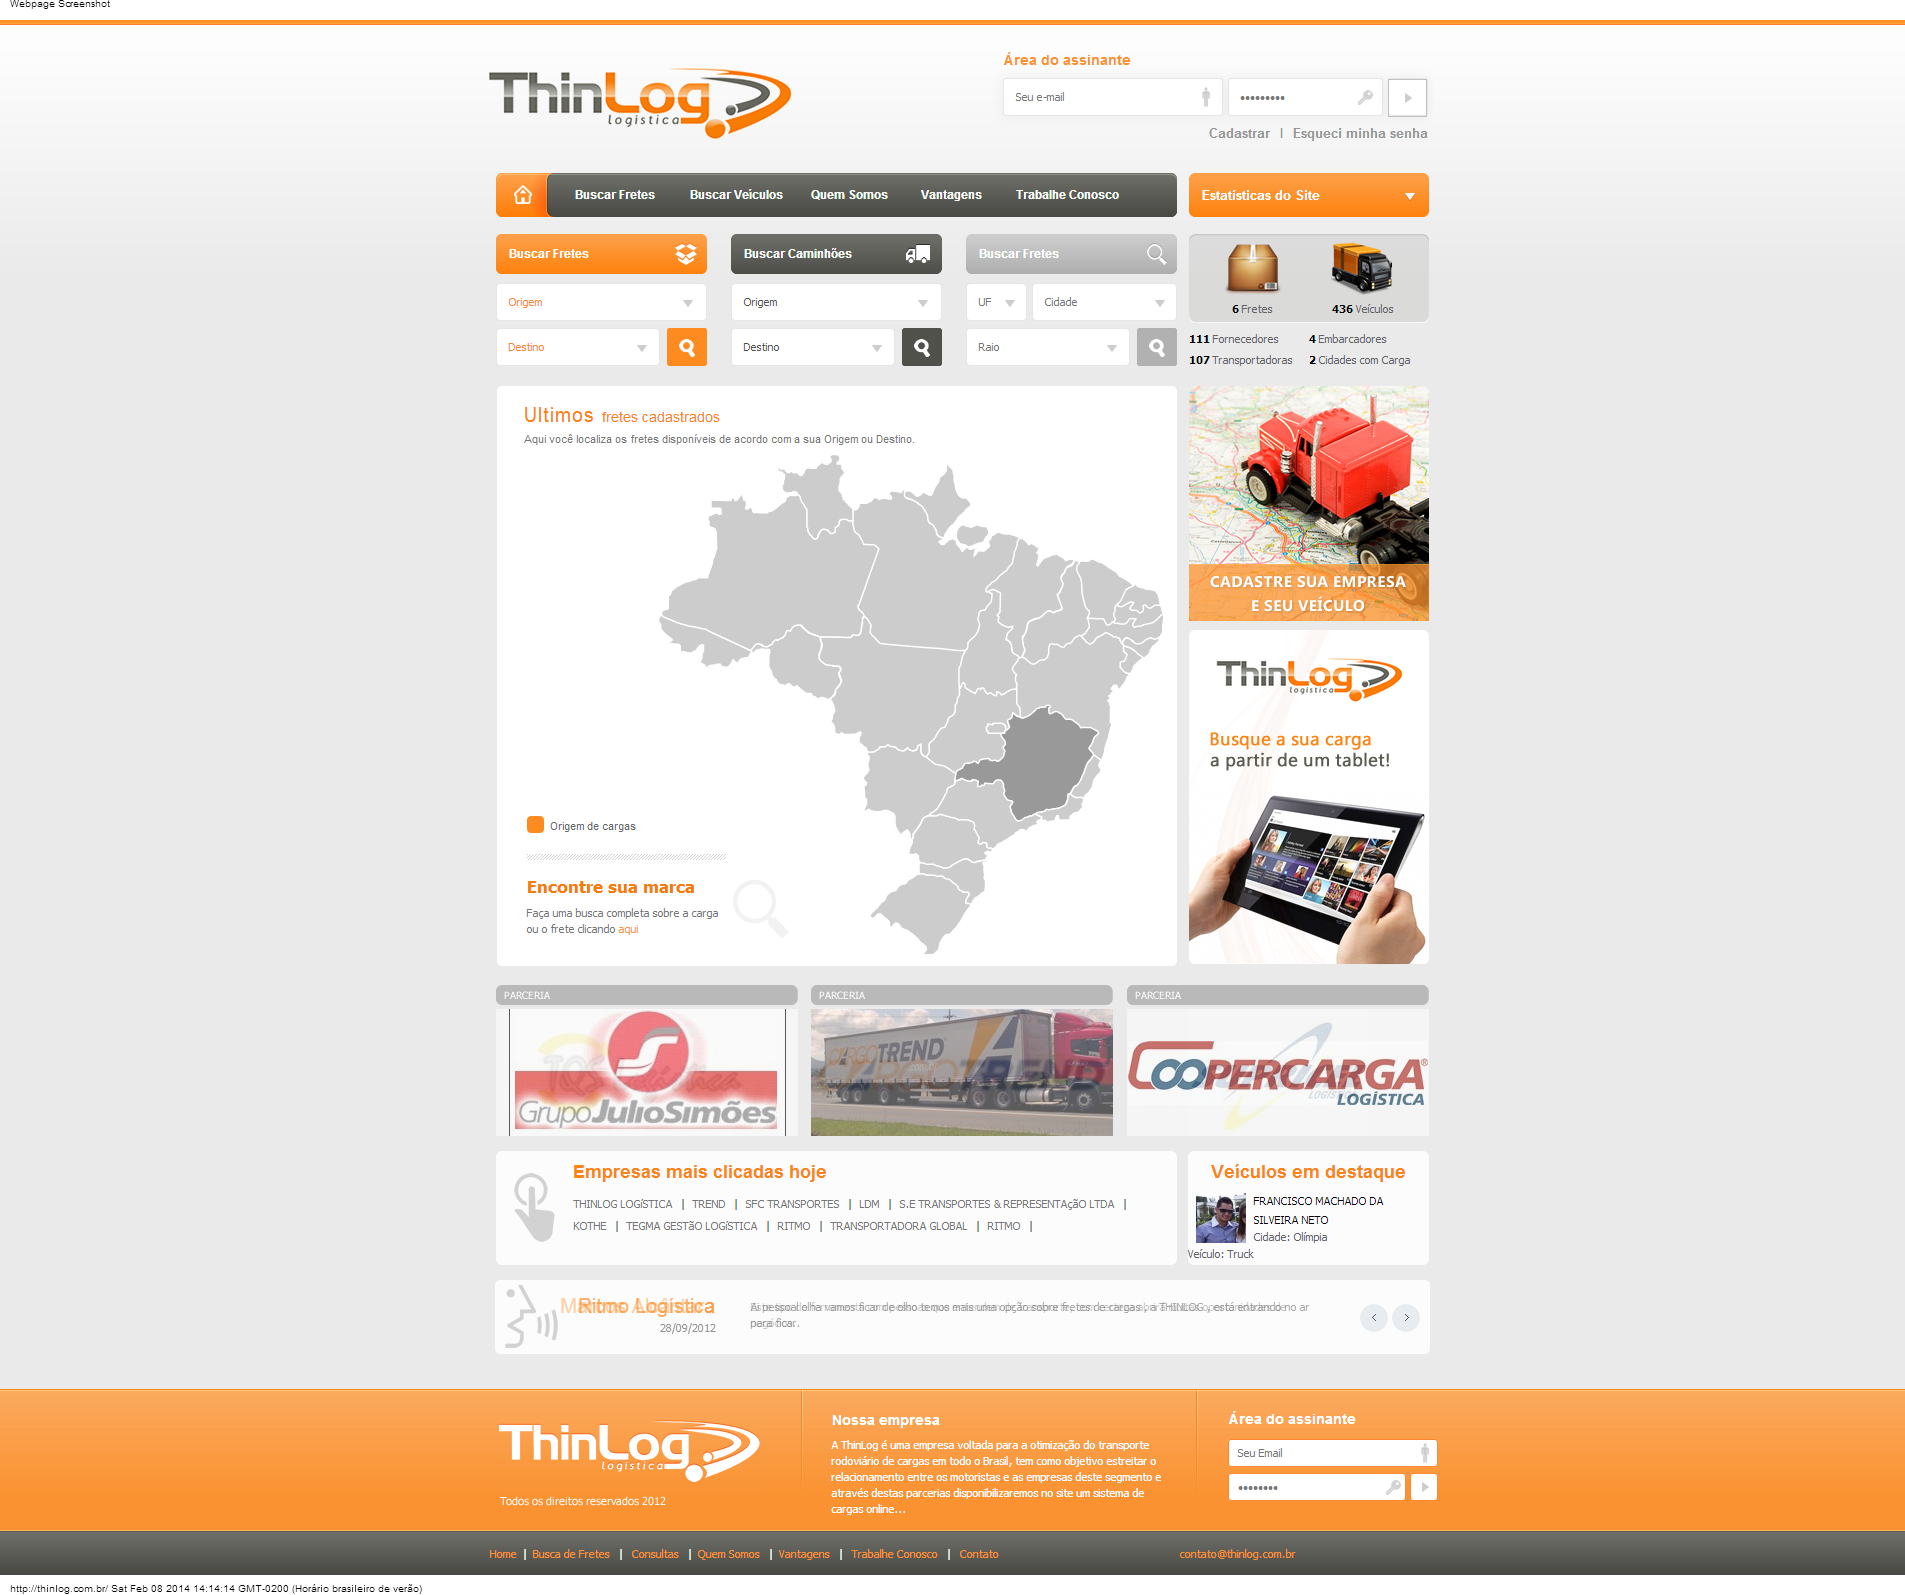 Webpage Screenshot
ThinLog
logística
Área do assinante
Seu e-mail
•••••••••
Cadastrar | Esqueci minha senha
Buscar Fretes
Buscar Veículos
Quem Somos
Vantagens
Trabalhe Conosco
Estatísticas do Site
Buscar Fretes
Buscar Caminhões
Buscar Fretes
Origem
Origem
UF
Cidade
Destino
Destino
Raio
6 Fretes
436 Veículos
111 Fornecedores
4 Embarcadores
107 Transportadoras
2 Cidades com Carga
Ultimos fretes cadastrados
Aqui você localiza os fretes disponíveis de acordo com a sua Origem ou Destino.
Origem de cargas
Encontre sua marca
Faça uma busca completa sobre a carga
ou o frete clicando aqui
CADASTRE SUA EMPRESA
E SEU VEÍCULO
ThinLog
logística
Busque a sua carga
a partir de um tablet!
PARCERIA
PARCERIA
PARCERIA
Grupo JulioSimões
CARGOTREND
COOPERCARGA®
LOGÍSTICA
Empresas mais clicadas hoje
THINLOG LOGíSTICA | TREND | SFC TRANSPORTES | LDM | S.E TRANSPORTES & REPRESENTAçãO LTDA |
KOTHE | TEGMA GESTãO LOGíSTICA | RITMO | TRANSPORTADORA GLOBAL | RITMO |
Veículos em destaque
FRANCISCO MACHADO DA
SILVEIRA NETO
Cidade: Olímpia
Veículo: Truck
Ritmo Logística
28/09/2012
Ai pessoal olha vamos ficar de olho temos mais uma opção sobre fretes de cargas, a THINLOG, está entrando no ar
para ficar.
ThinLog
logística
Todos os direitos reservados 2012
Nossa empresa
A ThinLog é uma empresa voltada para a otimização do transporte
rodoviário de cargas em todo o Brasil, tem como objetivo estreitar o
relacionamento entre os motoristas e as empresas deste segmento e
através destas parcerias disponibilizaremos no site um sistema de
cargas online...
Área do assinante
Seu Email
••••••••
Home | Busca de Fretes | Consultas | Quem Somos | Vantagens | Trabalhe Conosco | Contato
contato@thinlog.com.br
http://thinlog.com.br/ Sat Feb 08 2014 14:14:14 GMT-0200 (Horário brasileiro de verão)